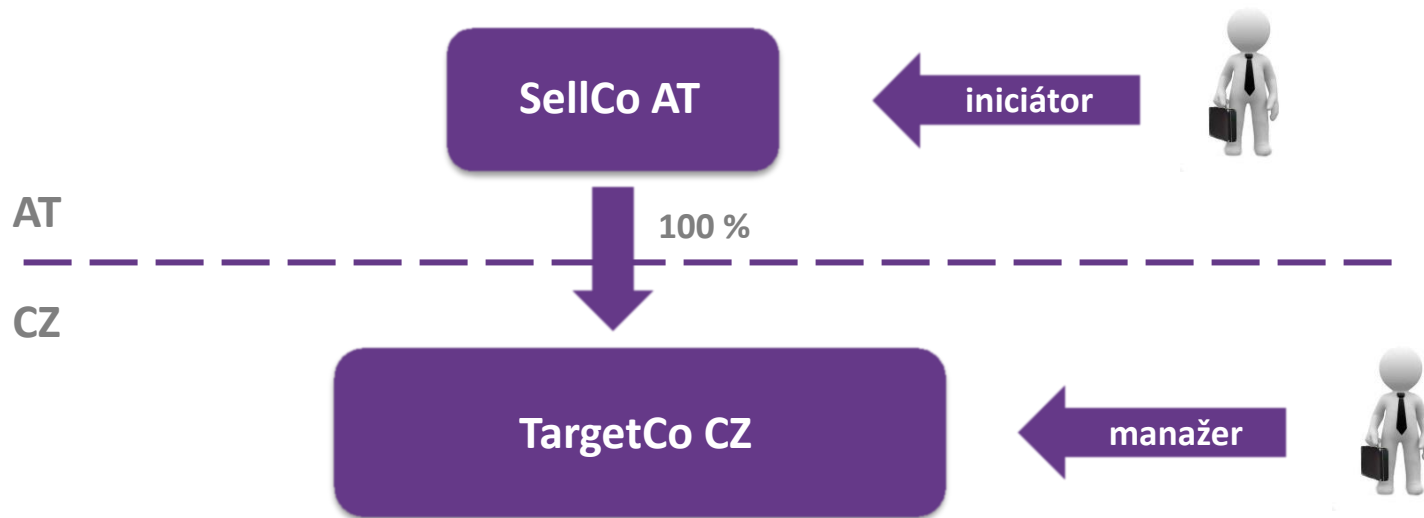 SellCo AT
iniciátor
AT
100 %
CZ
TargetCo CZ
manažer